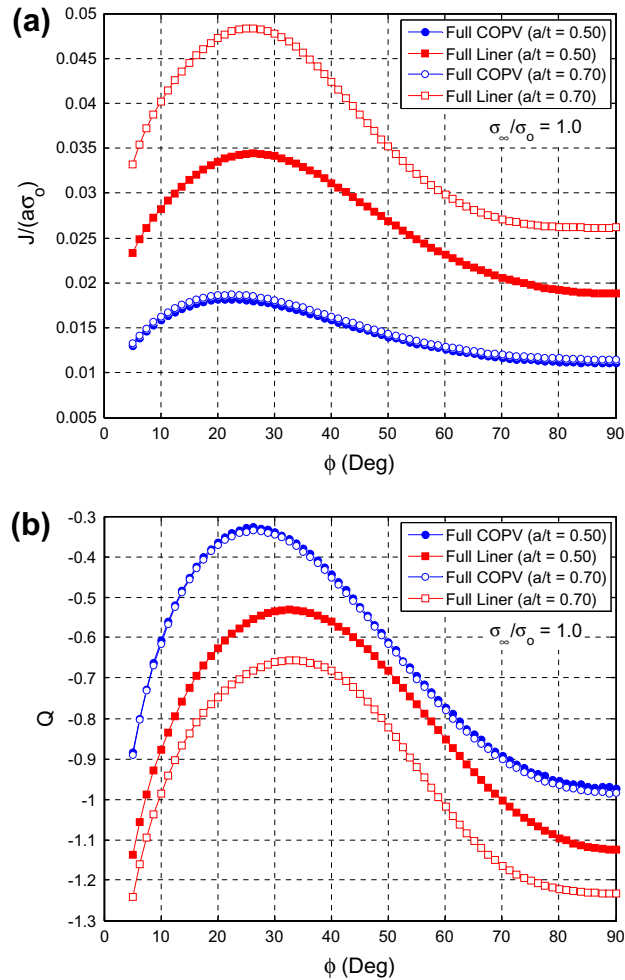 (a)
0.05
0.045
0.04
0.035
0.03
0.025
0.02
0.015
0.01
0.005
J/(aσo)
Full COPV (a/t = 0.50)
Full Liner (a/t = 0.50)
Full COPV (a/t = 0.70)
Full Liner (a/t = 0.70)
σ∞/σo = 1.0
0 10 20 30 40 50 60 70 80 90
ϕ (Deg)
(b)
-0.3
-0.4
-0.5
-0.6
-0.7
-0.8
-0.9
-1
-1.1
-1.2
-1.3
Q
Full COPV (a/t = 0.50)
Full Liner (a/t = 0.50)
Full COPV (a/t = 0.70)
Full Liner (a/t = 0.70)
σ∞/σo = 1.0
0 10 20 30 40 50 60 70 80 90
ϕ (Deg)